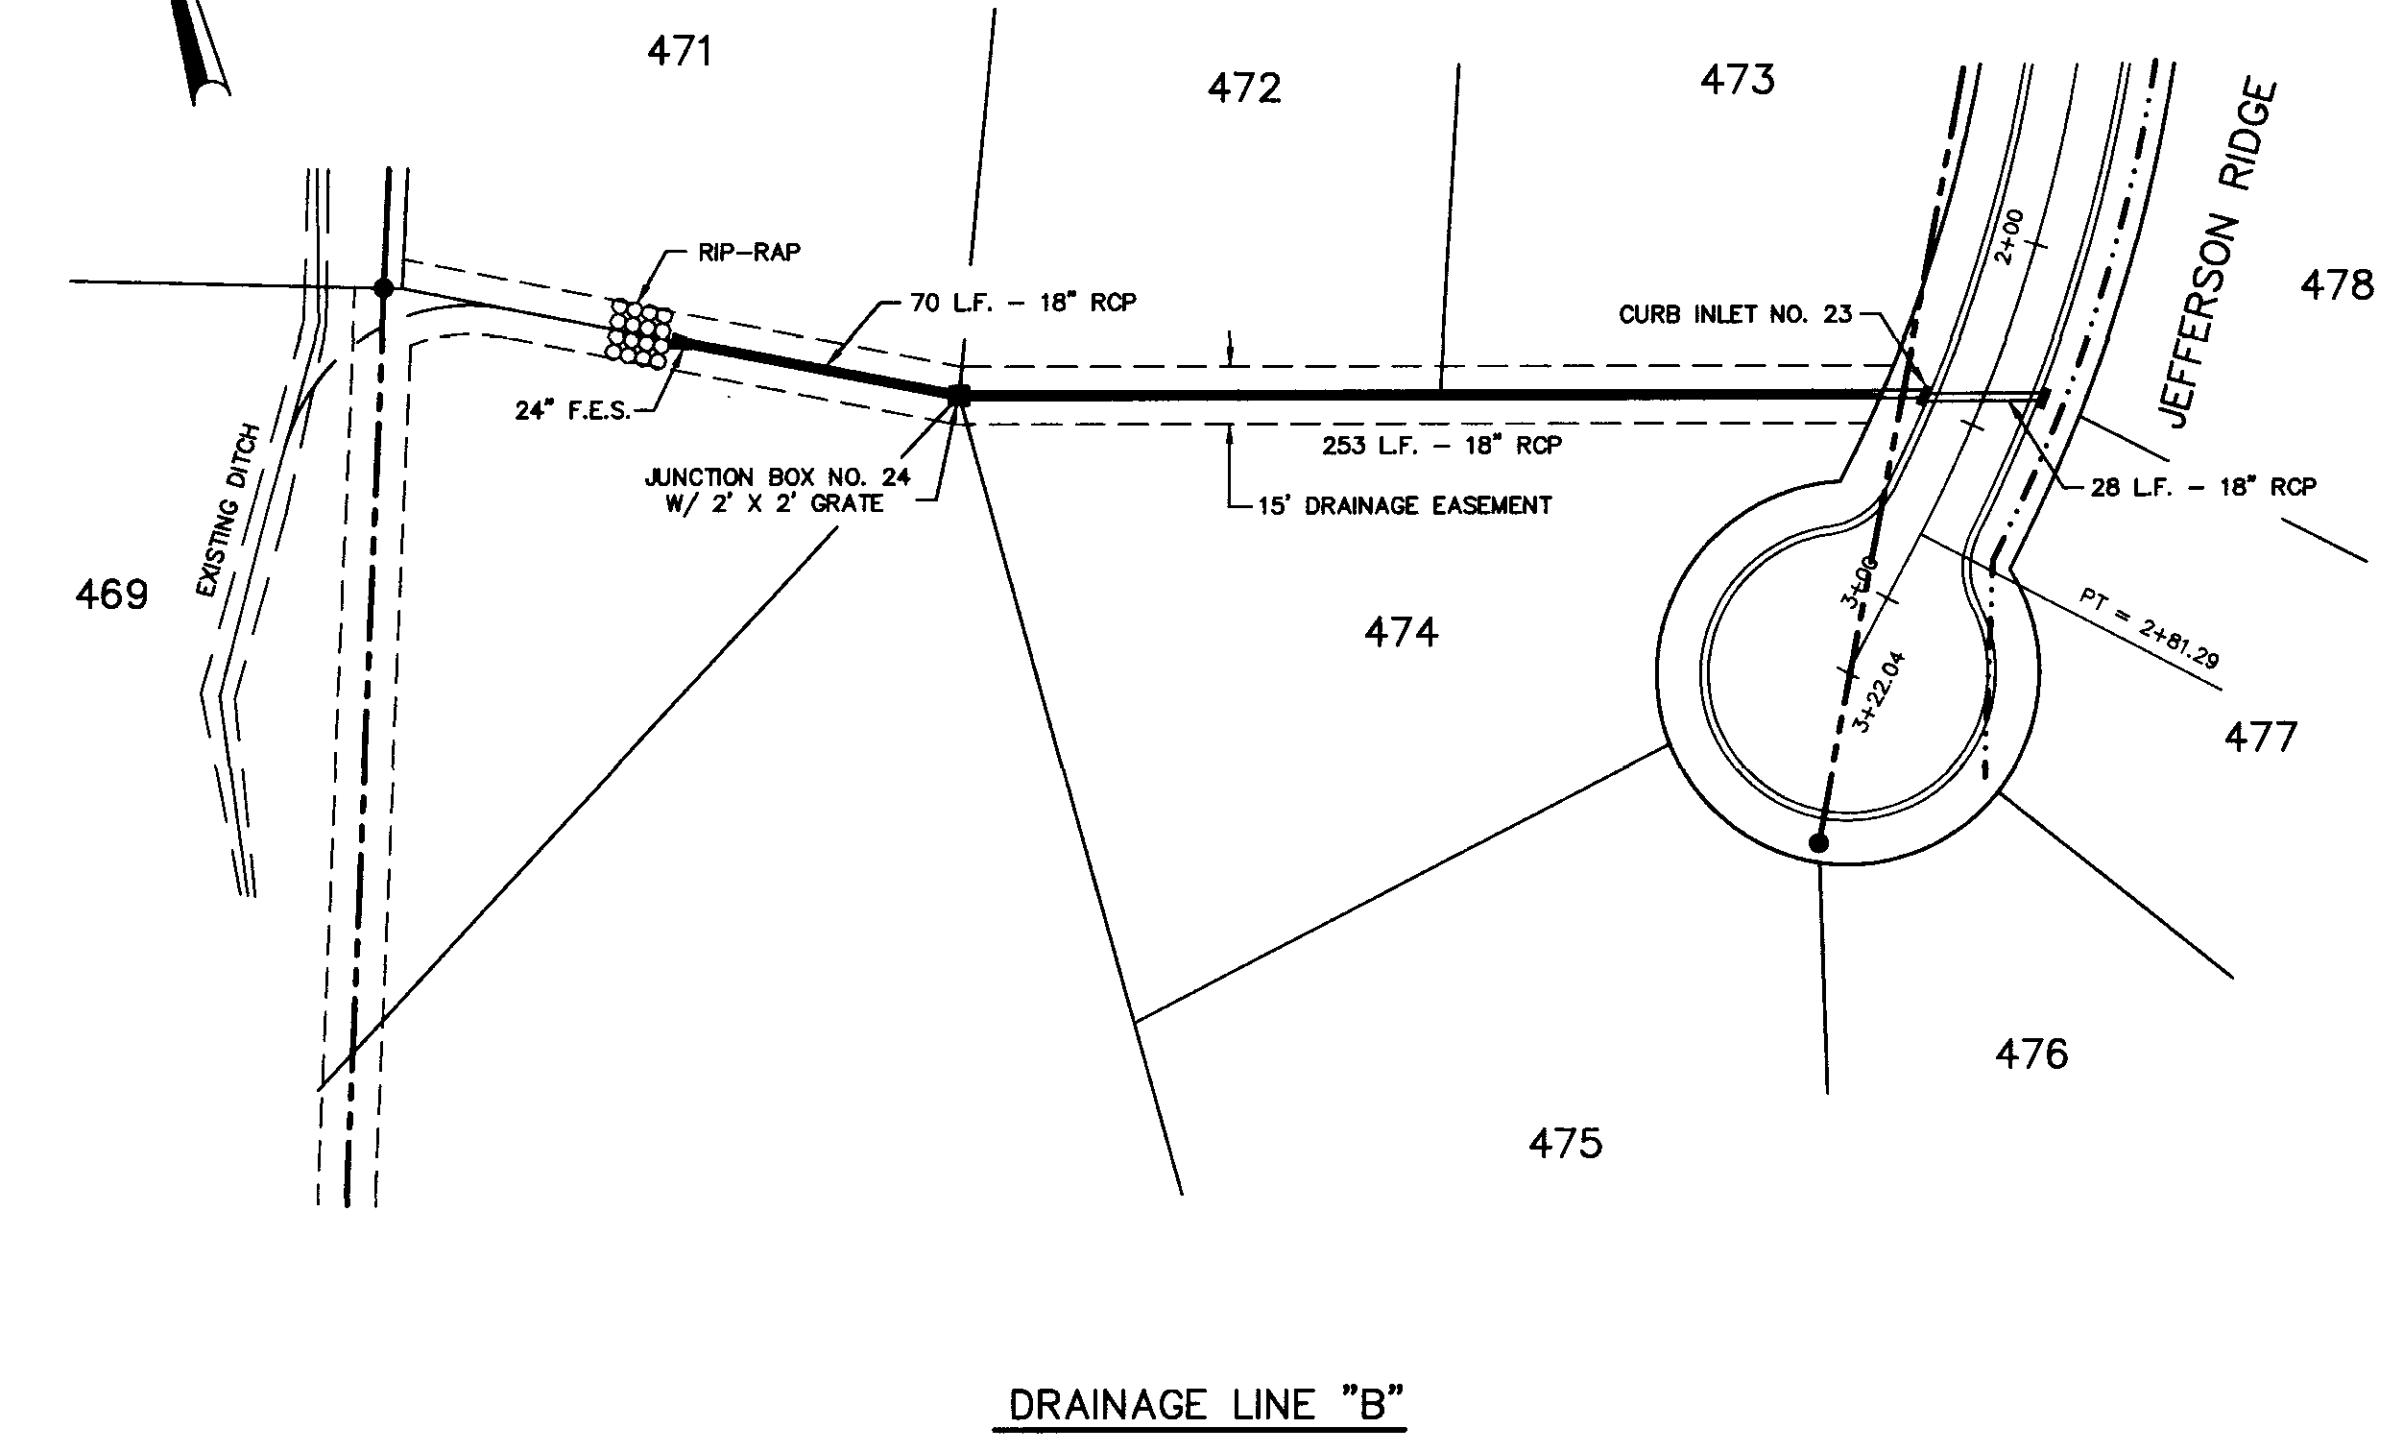 471
472
473
JEFFERSON RIDGE
478
2+00
RIP-RAP
70 L.F. - 18" RCP
CURB INLET NO. 23
24" F.E.S.
253 L.F. - 18" RCP
JUNCTION BOX NO. 24
W/ 2' X 2' GRATE
15' DRAINAGE EASEMENT
28 L.F. - 18" RCP
EXISTING DITCH
469
474
3+00
PT = 2+81.29
3+22.04
477
476
475
DRAINAGE LINE "B"